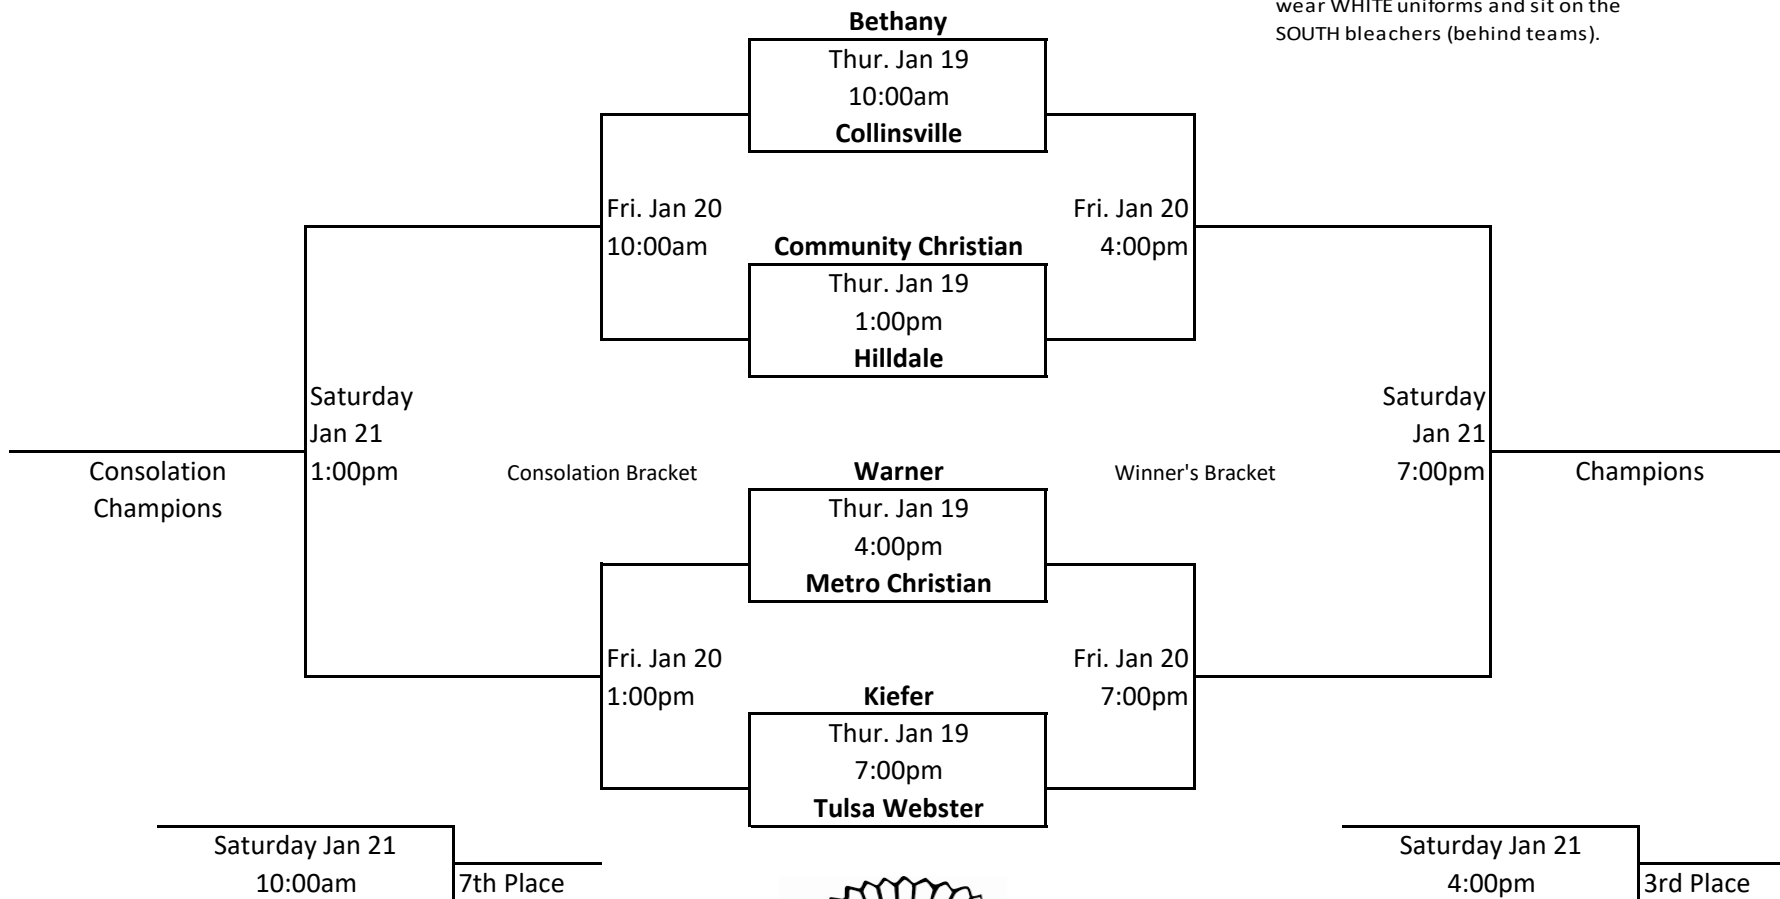 wear WHITE uniforms and sit on the
SOUTH bleachers (behind teams).
Bethany
Thur. Jan 19
10:00am
Collinsville
Fri. Jan 20
10:00am
Fri. Jan 20
4:00pm
Community Christian
Thur. Jan 19
1:00pm
Hilldale
Saturday
Jan 21
1:00pm
Saturday
Jan 21
7:00pm
Consolation
Champions
Consolation Bracket
Winner's Bracket
Champions
Warner
Thur. Jan 19
4:00pm
Metro Christian
Fri. Jan 20
1:00pm
Fri. Jan 20
7:00pm
Kiefer
Thur. Jan 19
7:00pm
Tulsa Webster
Saturday Jan 21
10:00am
7th Place
Saturday Jan 21
4:00pm
3rd Place